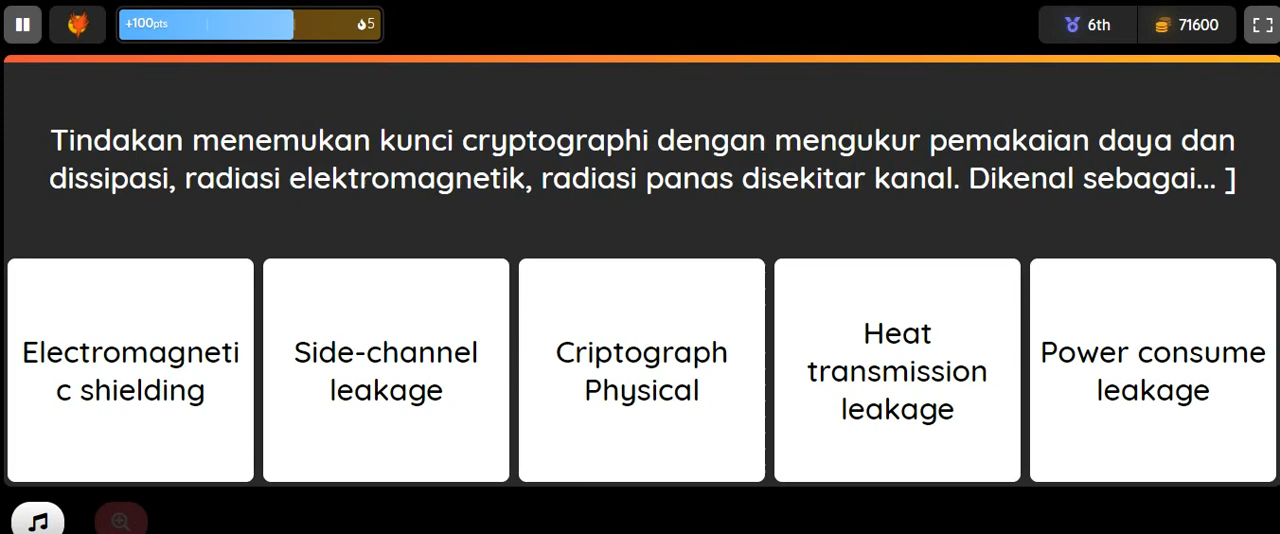 +100pts
5
6th
71600
Tindakan menemukan kunci cryptographi dengan mengukur pemakaian daya dan
dissipasi, radiasi elektromagnetik, radiasi panas disekitar kanal. Dikenal sebagai... ]
Electromagneti
c shielding
Side-channel
leakage
Criptograph
Physical
Heat
transmission
leakage
Power consume
leakage